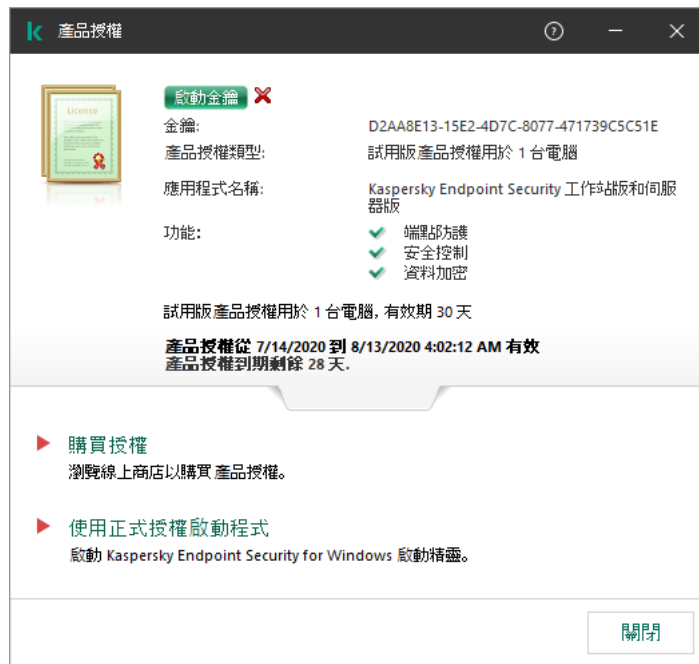 產品授權
License
啟動金鑰
金鑰: D2AA8E13-15E2-4D7C-8077-471739C5C51E
產品授權類型: 試用版產品授權用於 1 台電腦
應用程式名稱: Kaspersky Endpoint Security 工作站版和伺服
器版
功能: 端點防護
安全控制
資料加密
試用版產品授權用於 1 台電腦, 有效期 30 天
產品授權從 7/14/2020 到 8/13/2020 4:02:12 AM 有效
產品授權到期剩餘 28 天.
購買授權
瀏覽線上商店以購買產品授權。
使用正式授權啟動程式
啟動 Kaspersky Endpoint Security for Windows 啟動精靈。
關閉